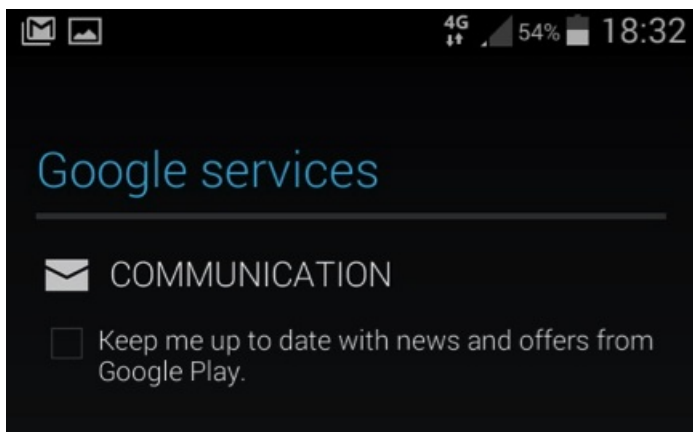 4G 54% 18:32
Google services
COMMUNICATION
Keep me up to date with news and offers from
Google Play.